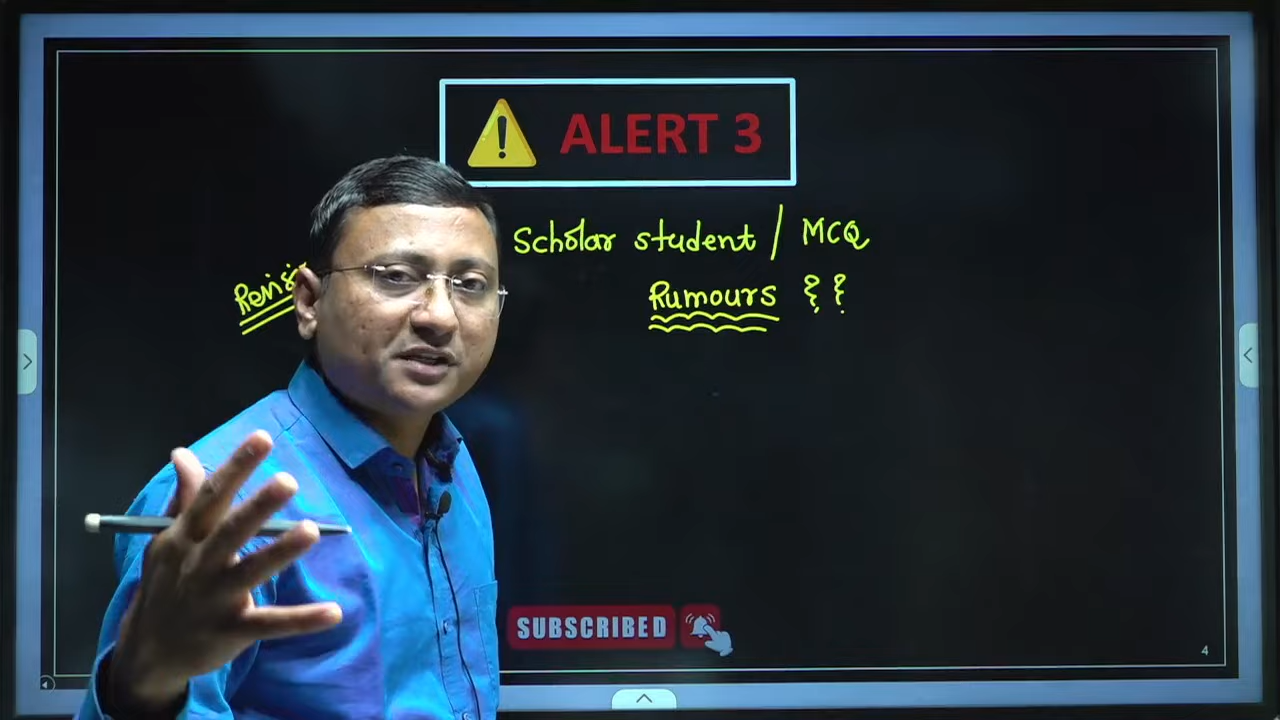 ALERT 3
Scholar student / MCQ
Rumours ??
SUBSCRIBED
4